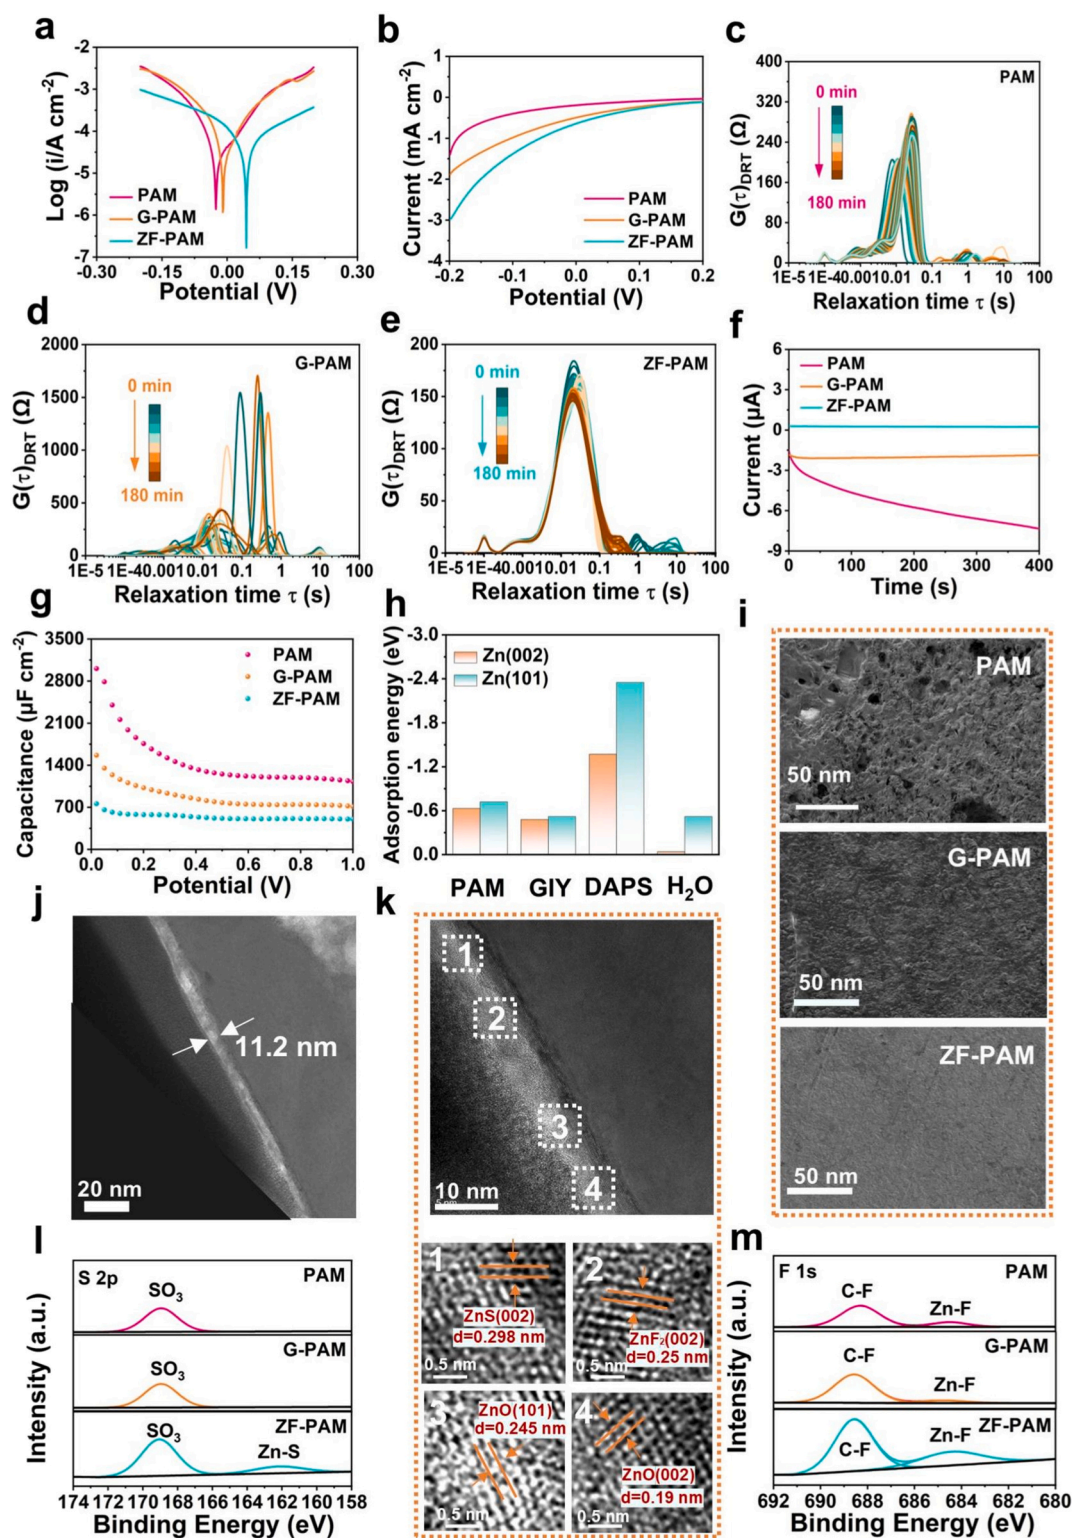 a
Log (i/A cm⁻²)
-2
-3
-4
-5
-6
-7
PAM
G-PAM
ZF-PAM
-0.30
-0.15
0.00
0.15
0.30
Potential (V)
b
Current (mA cm⁻²)
1
0
-1
-2
-3
-4
PAM
G-PAM
ZF-PAM
-0.2
-0.1
0.0
0.1
0.2
Potential (V)
c
G(τ)DRT (Ω)
400
320
240
160
80
0
PAM
0 min
180 min
1E-5
1E-4
0.001
0.01
0.1
1
10
100
Relaxation time τ (s)
d
G(τ)DRT (Ω)
2000
1500
1000
500
0
G-PAM
0 min
180 min
1E-5
1E-4
0.001
0.01
0.1
1
10
100
Relaxation time τ (s)
e
G(τ)DRT (Ω)
200
150
100
50
0
ZF-PAM
0 min
180 min
1E-5
1E-4
0.001
0.01
0.1
1
10
100
Relaxation time τ (s)
f
Current (μA)
6
3
0
-3
-6
-9
PAM
G-PAM
ZF-PAM
0
100
200
300
400
Time (s)
g
Capacitance (μF cm⁻²)
3500
2800
2100
1400
700
0
PAM
G-PAM
ZF-PAM
0.0
0.2
0.4
0.6
0.8
1.0
Potential (V)
h
Adsorption energy (eV)
-3.0
-2.4
-1.8
-1.2
-0.6
0.0
Zn(002)
Zn(101)
PAM
GIY
DAPS
H₂O
i
PAM
50 nm
G-PAM
50 nm
ZF-PAM
50 nm
j
11.2 nm
20 nm
k
1
2
3
4
10 nm
1
ZnS(002)
d=0.298 nm
0.5 nm
2
ZnF₂(002)
d=0.25 nm
0.5 nm
3
ZnO(101)
d=0.245 nm
0.5 nm
4
ZnO(002)
d=0.19 nm
0.5 nm
l
Intensity (a.u.)
S 2p
PAM
SO₃
G-PAM
SO₃
ZF-PAM
SO₃
Zn-S
174
172
170
168
166
164
162
160
158
Binding Energy (eV)
m
Intensity (a.u.)
F 1s
PAM
C-F
Zn-F
G-PAM
C-F
Zn-F
ZF-PAM
C-F
Zn-F
692
690
688
686
684
682
680
Binding Energy (eV)